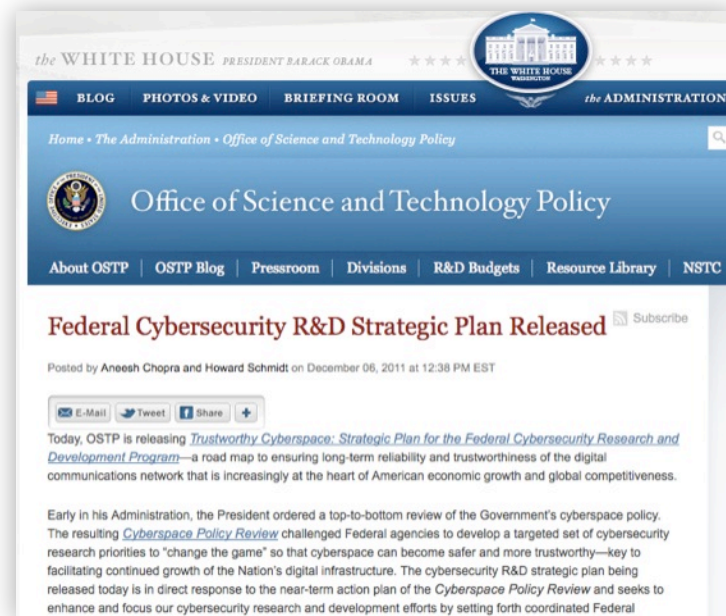 the WHITE HOUSE PRESIDENT BARACK OBAMA
THE WHITE HOUSE
WASHINGTON
BLOG PHOTOS & VIDEO BRIEFING ROOM ISSUES the ADMINISTRATION
Home • The Administration • Office of Science and Technology Policy
Office of Science and Technology Policy
About OSTP OSTP Blog Pressroom Divisions R&D Budgets Resource Library NSTC
Federal Cybersecurity R&D Strategic Plan Released Subscribe
Posted by Aneesh Chopra and Howard Schmidt on December 06, 2011 at 12:38 PM EST
E-Mail Tweet Share +
Today, OSTP is releasing Trustworthy Cyberspace: Strategic Plan for the Federal Cybersecurity Research and
Development Program—a road map to ensuring long-term reliability and trustworthiness of the digital
communications network that is increasingly at the heart of American economic growth and global competitiveness.
Early in his Administration, the President ordered a top-to-bottom review of the Government's cyberspace policy.
The resulting Cyberspace Policy Review challenged Federal agencies to develop a targeted set of cybersecurity
research priorities to "change the game" so that cyberspace can become safer and more trustworthy—key to
facilitating continued growth of the Nation's digital infrastructure. The cybersecurity R&D strategic plan being
released today is in direct response to the near-term action plan of the Cyberspace Policy Review and seeks to
enhance and focus our cybersecurity research and development efforts by setting forth coordinated Federal